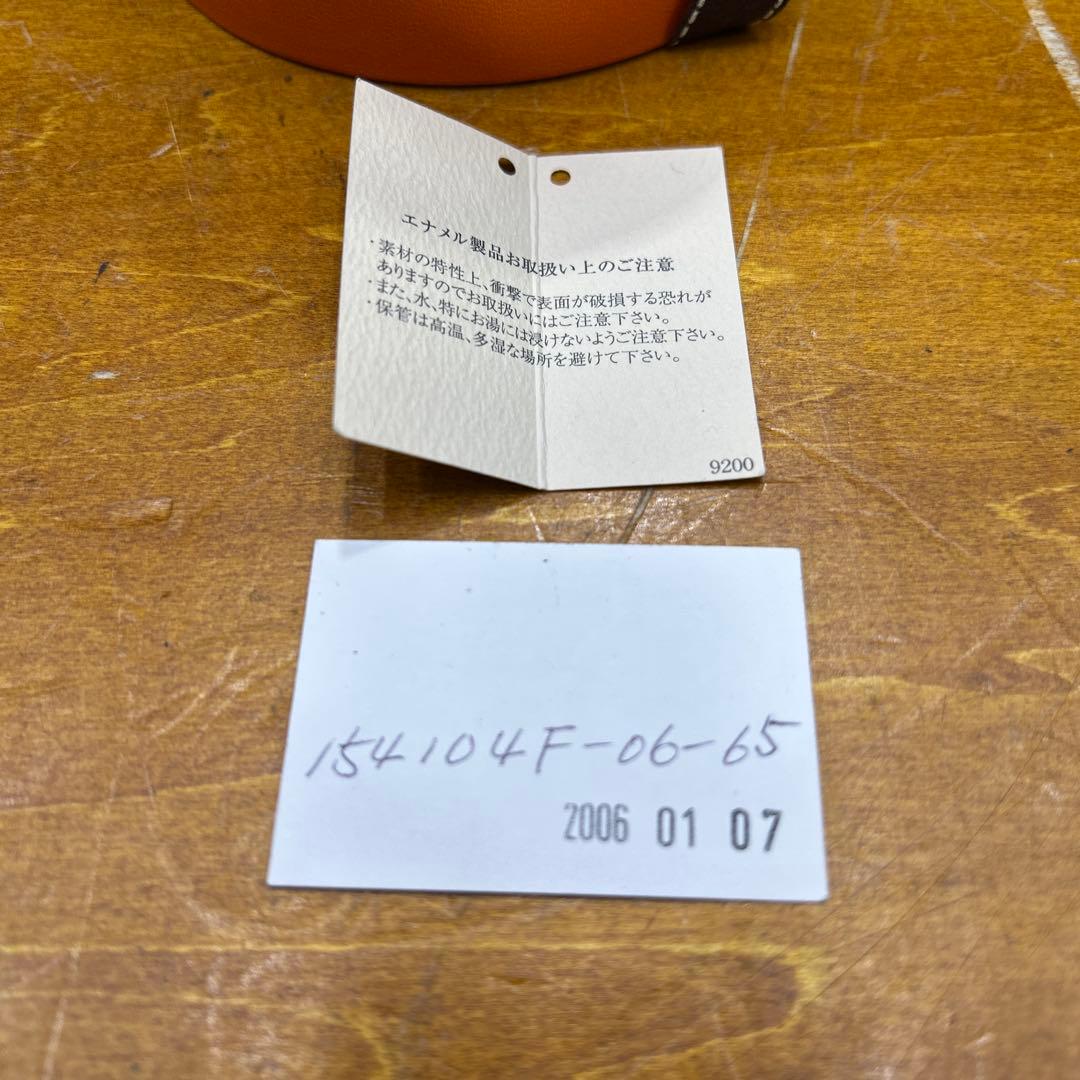 エナメル製品お取扱い上のご注意
・素材の特性上、衝撃で表面が破損する恐れが
ありますのでお取扱いにはご注意下さい。
・また、水、特にお湯には浸けないようご注意下さい。
・保管は高温、多湿な場所を避けて下さい。
9200
154104F-06-65
2006 01 07